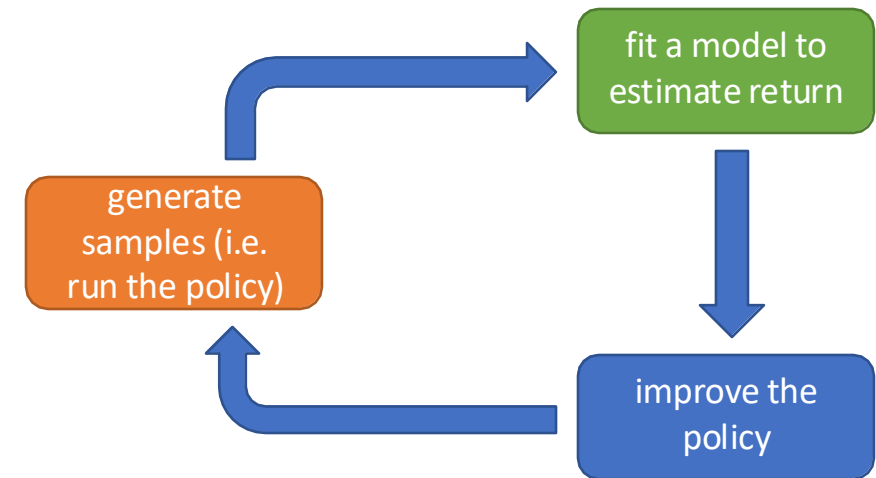 fit a model to
estimate return
generate
samples (i.e.
run the policy)
improve the
policy